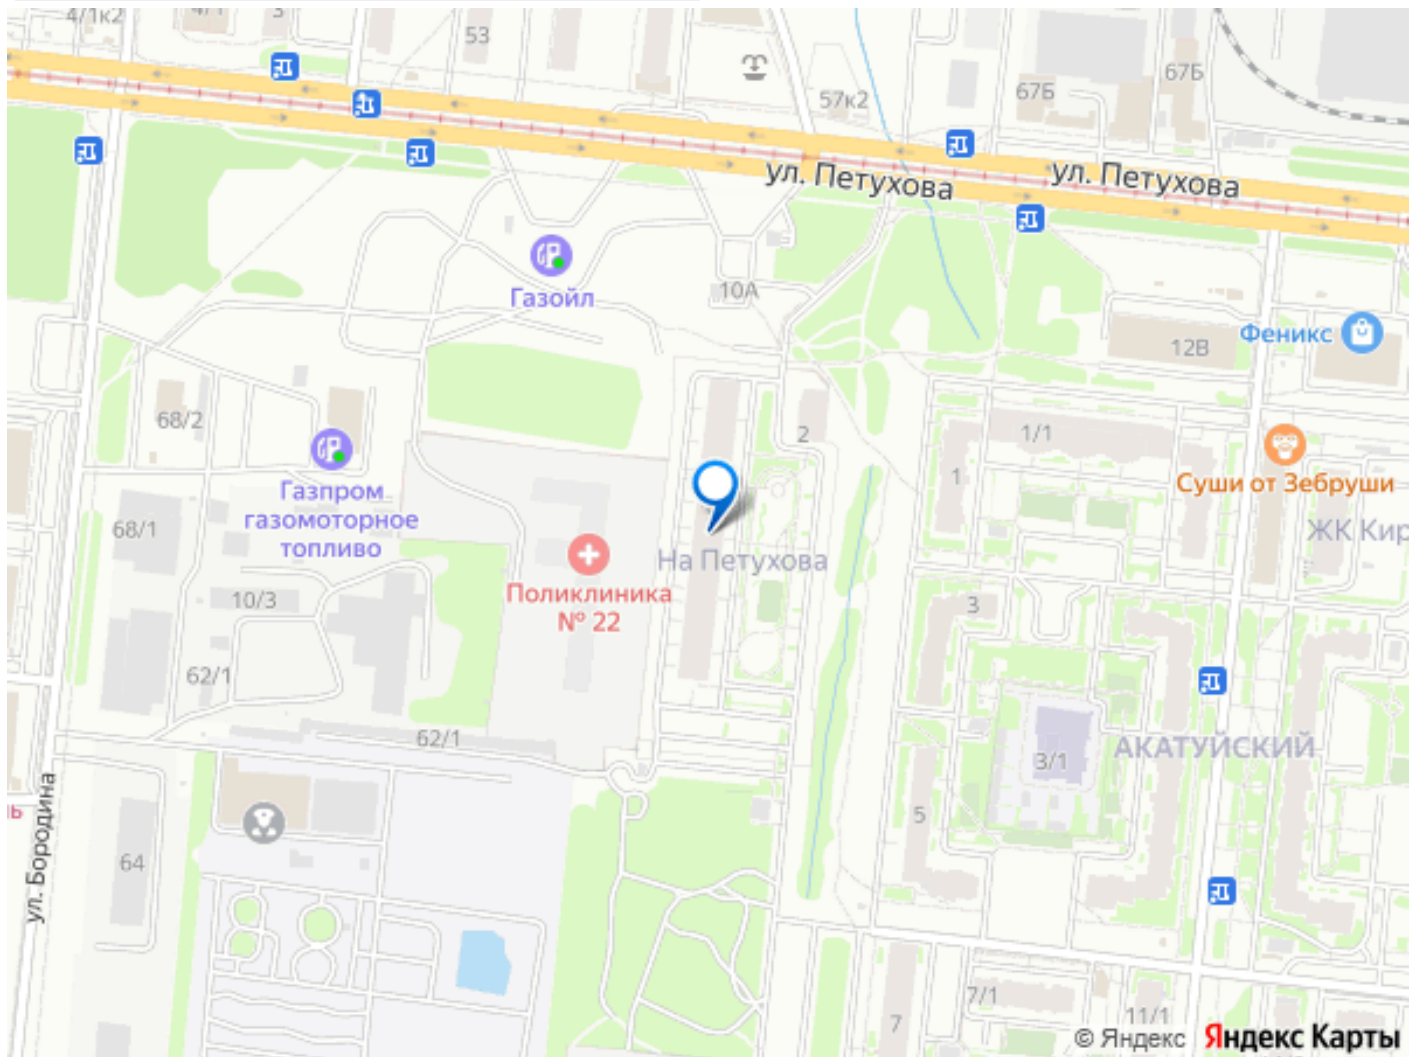 4/1к2
4/1
3
53
67Б
67Б
57к2
ул. Петухова
ул. Петухова
10А
Газойл
Феникс
12В
68/2
2
1/1
1
Суши от Зебруши
Газпром
газомоторное
топливо
68/1
ЖК Кир
На Петухова
Поликлиника
№ 22
10/3
3
62/1
62/1
АКАТУЙСКИЙ
3/1
ь
5
64
ул. Бородина
7/1
11/1
7
© Яндекс Яндекс Карты